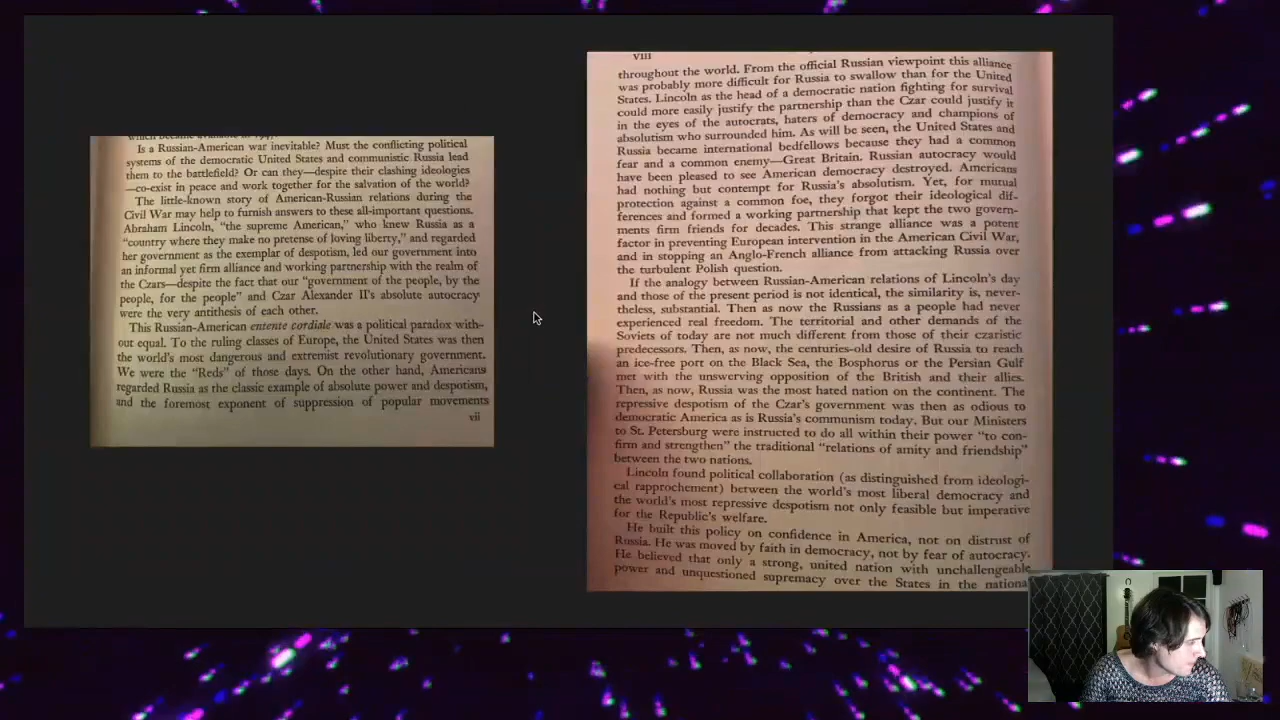 Is a Russian-American war inevitable? Must the conflicting political
systems of the democratic United States and communistic Russia lead
them to the battlefield? Or can they—despite their clashing ideologies
—co-exist in peace and work together for the salvation of the world?
The little-known story of American-Russian relations during the
Civil War may help to furnish answers to these all-important questions.
Abraham Lincoln, “the supreme American,” who knew Russia as a
“country where they make no pretense of loving liberty,” and regarded
her government as the exemplar of despotism, led our government into
an informal yet firm alliance and working partnership with the realm of
the Czars—despite the fact that our “government of the people, by the
people, for the people” and Czar Alexander II’s absolute autocracy
were the very antithesis of each other.
This Russian-American entente cordiale was a political paradox with-
out equal. To the ruling classes of Europe, the United States was then
the world’s most dangerous and extremist revolutionary government.
We were the “Reds” of those days. On the other hand, Americans
regarded Russia as the classic example of absolute power and despotism,
and the foremost exponent of suppression of popular movements
vii
viii
throughout the world. From the official Russian viewpoint this alliance
was probably more difficult for Russia to swallow than for the United
States. Lincoln as the head of a democratic nation fighting for survival
could more easily justify the partnership than the Czar could justify it
in the eyes of the autocrats, haters of democracy and champions of
absolutism who surrounded him. As will be seen, the United States and
Russia became international bedfellows because they had a common
fear and a common enemy—Great Britain. Russian autocracy would
have been pleased to see American democracy destroyed. Americans
had nothing but contempt for Russia’s absolutism. Yet, for mutual
protection against a common foe, they forgot their ideological dif-
ferences and formed a working partnership that kept the two govern-
ments firm friends for decades. This strange alliance was a potent
factor in preventing European intervention in the American Civil War,
and in stopping an Anglo-French alliance from attacking Russia over
the turbulent Polish question.
If the analogy between Russian-American relations of Lincoln’s day
and those of the present period is not identical, the similarity is, never-
theless, substantial. Then as now the Russians as a people had never
experienced real freedom. The territorial and other demands of the
Soviets of today are not much different from those of their czaristic
predecessors. Then, as now, the centuries-old desire of Russia to reach
an ice-free port on the Black Sea, the Bosphorus or the Persian Gulf
met with the unswerving opposition of the British and their allies.
Then, as now, Russia was the most hated nation on the continent. The
repressive despotism of the Czar’s government was then as odious to
democratic America as is Russia’s communism today. But our Ministers
to St. Petersburg were instructed to do all within their power “to con-
firm and strengthen” the traditional “relations of amity and friendship”
between the two nations.
Lincoln found political collaboration (as distinguished from ideologi-
cal rapprochement) between the world’s most liberal democracy and
the world’s most repressive despotism not only feasible but imperative
for the Republic’s welfare.
He built this policy on confidence in America, not on distrust of
Russia. He was moved by faith in democracy, not by fear of autocracy.
He believed that only a strong, united nation with unchallengeable
power and unquestioned supremacy over the States in the nationa